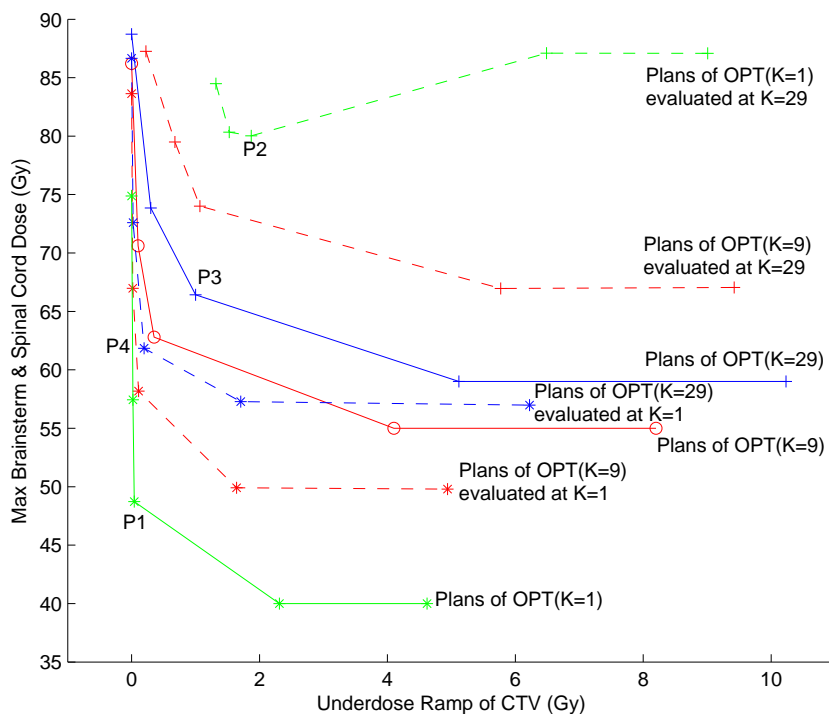 90
85
80
75
70
65
60
55
50
45
40
35
0
2
4
6
8
10
Max Brainsterm & Spinal Cord Dose (Gy)
Underdose Ramp of CTV (Gy)
Plans of OPT(K=1)
evaluated at K=29
P2
Plans of OPT(K=9)
evaluated at K=29
P3
P4
Plans of OPT(K=29)
Plans of OPT(K=29)
evaluated at K=1
Plans of OPT(K=9)
Plans of OPT(K=9)
evaluated at K=1
P1
Plans of OPT(K=1)